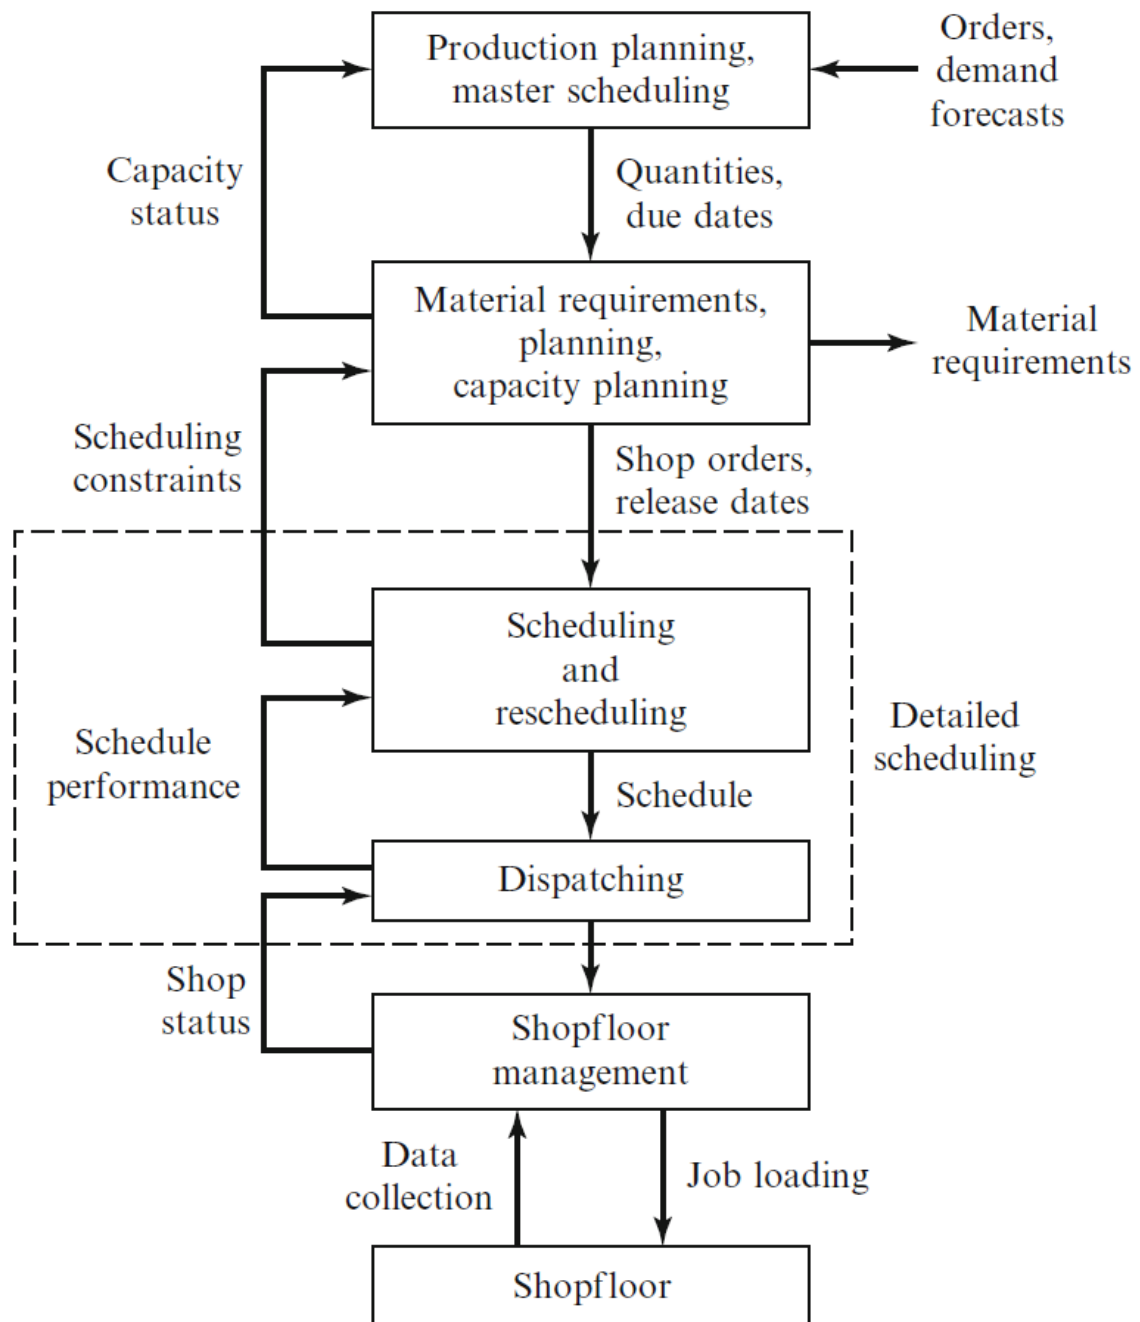 Production planning,
master scheduling
Orders,
demand
forecasts
Capacity
status
Quantities,
due dates
Material requirements,
planning,
capacity planning
Material
requirements
Scheduling
constraints
Shop orders,
release dates
Scheduling
and
rescheduling
Schedule
performance
Detailed
scheduling
Schedule
Dispatching
Shop
status
Shopfloor
management
Data
collection
Job loading
Shopfloor